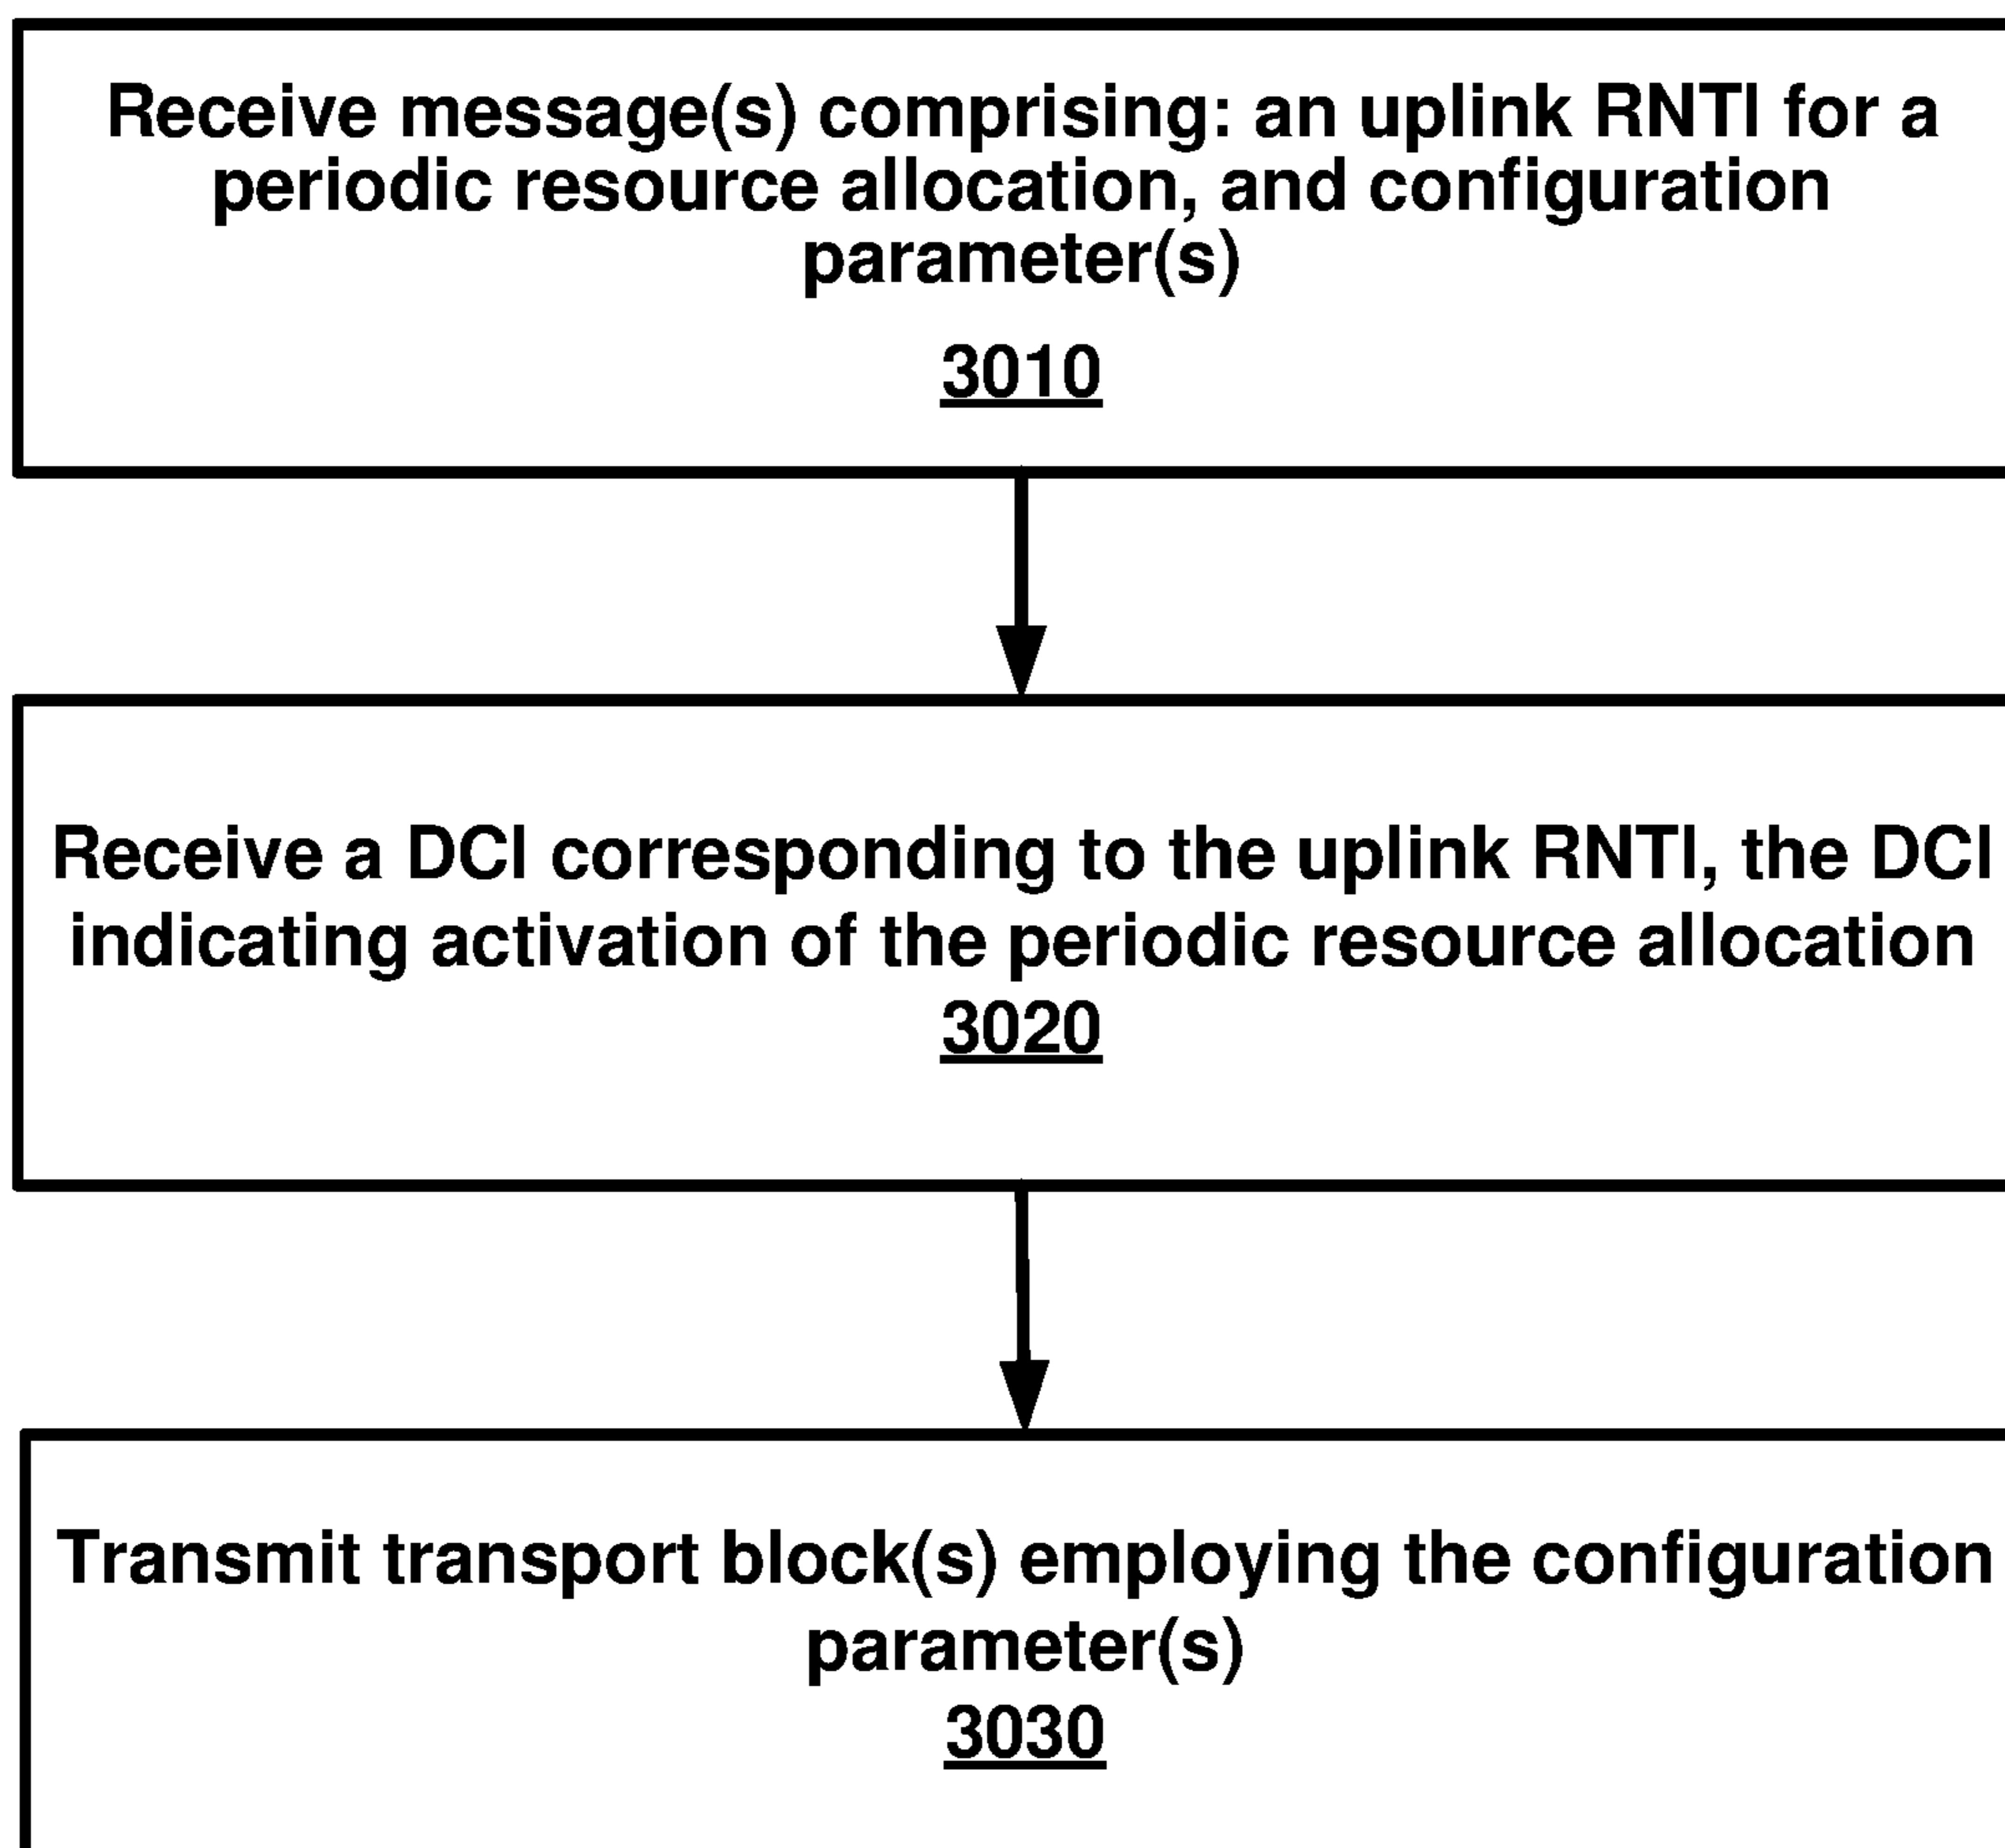 Receive message(s) comprising: an uplink RNTI for a
periodic resource allocation, and configuration
parameter(s)
3010
Receive a DCI corresponding to the uplink RNTI, the DCI
indicating activation of the periodic resource allocation
3020
Transmit transport block(s) employing the configuration
parameter(s)
3030